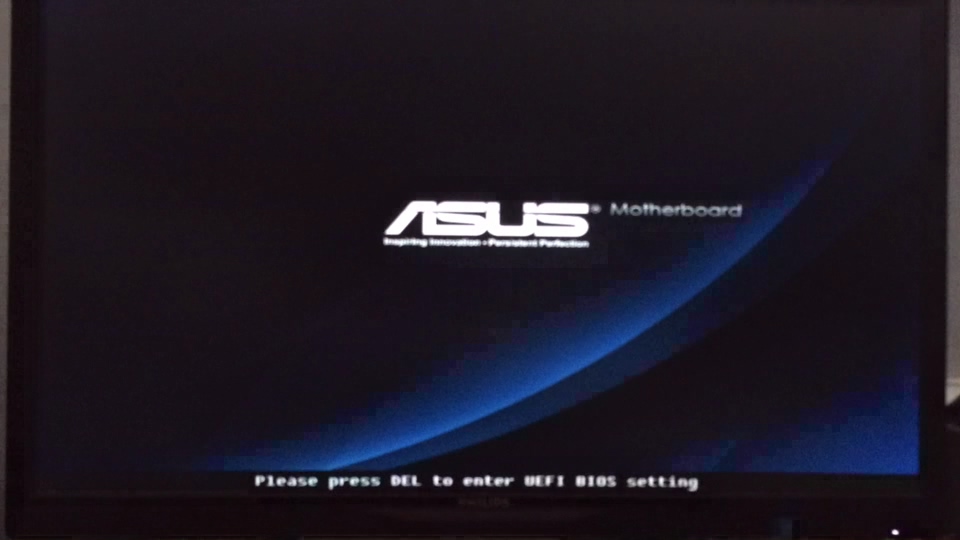 ASUS® Motherboard
Inspiring Innovation • Persistent Perfection
Please press DEL to enter UEFI BIOS setting